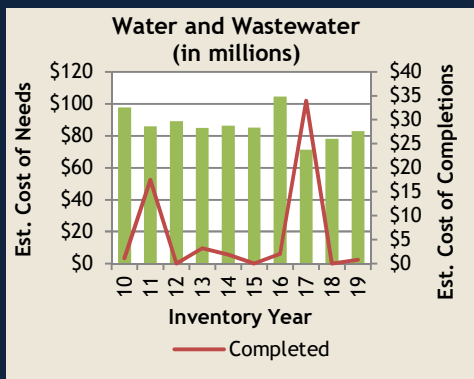 Water and Wastewater
(in millions)
Est. Cost of Needs
$120
$100
$80
$60
$40
$20
$0
$40
$35
$30
$25
$20
$15
$10
$5
$0
Est. Cost of Completions
10 11 12 13 14 15 16 17 18 19
Inventory Year
Completed